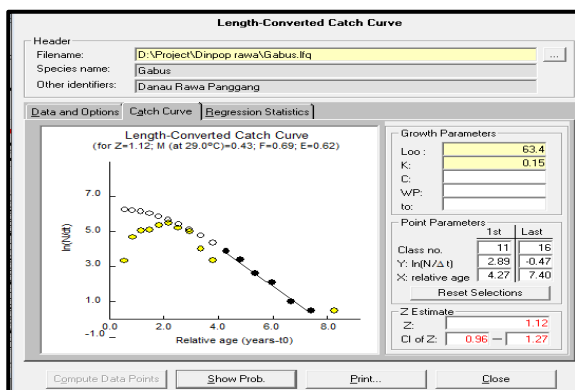 Length-Converted Catch Curve
Header
Filename: D:\Project\Dinpop rawa\Gabus.lfq ...
Species name: Gabus
Other identifiers: Danau Rawa Panggang
Data and Options Catch Curve Regression Statistics
Length-Converted Catch Curve
(for Z=1.12; M (at 29.0ºC)=0.43; F=0.69; E=0.62)
ln(N/dt)
7.0
5.0
3.0
1.0
-1.0
0.0 2.0 4.0 6.0 8.0
Relative age (years-t0)
Growth Parameters
Loo : 63.4
K: 0.15
C:
WP:
to:
Point Parameters
1st Last
Class no. 11 16
Y: ln(N/Δ t) 2.89 -0.47
X: relative age 4.27 7.40
Reset Selections
Z Estimate
Z: 1.12
CI of Z: 0.96 — 1.27
Compute Data Points Show Prob. Print... Close